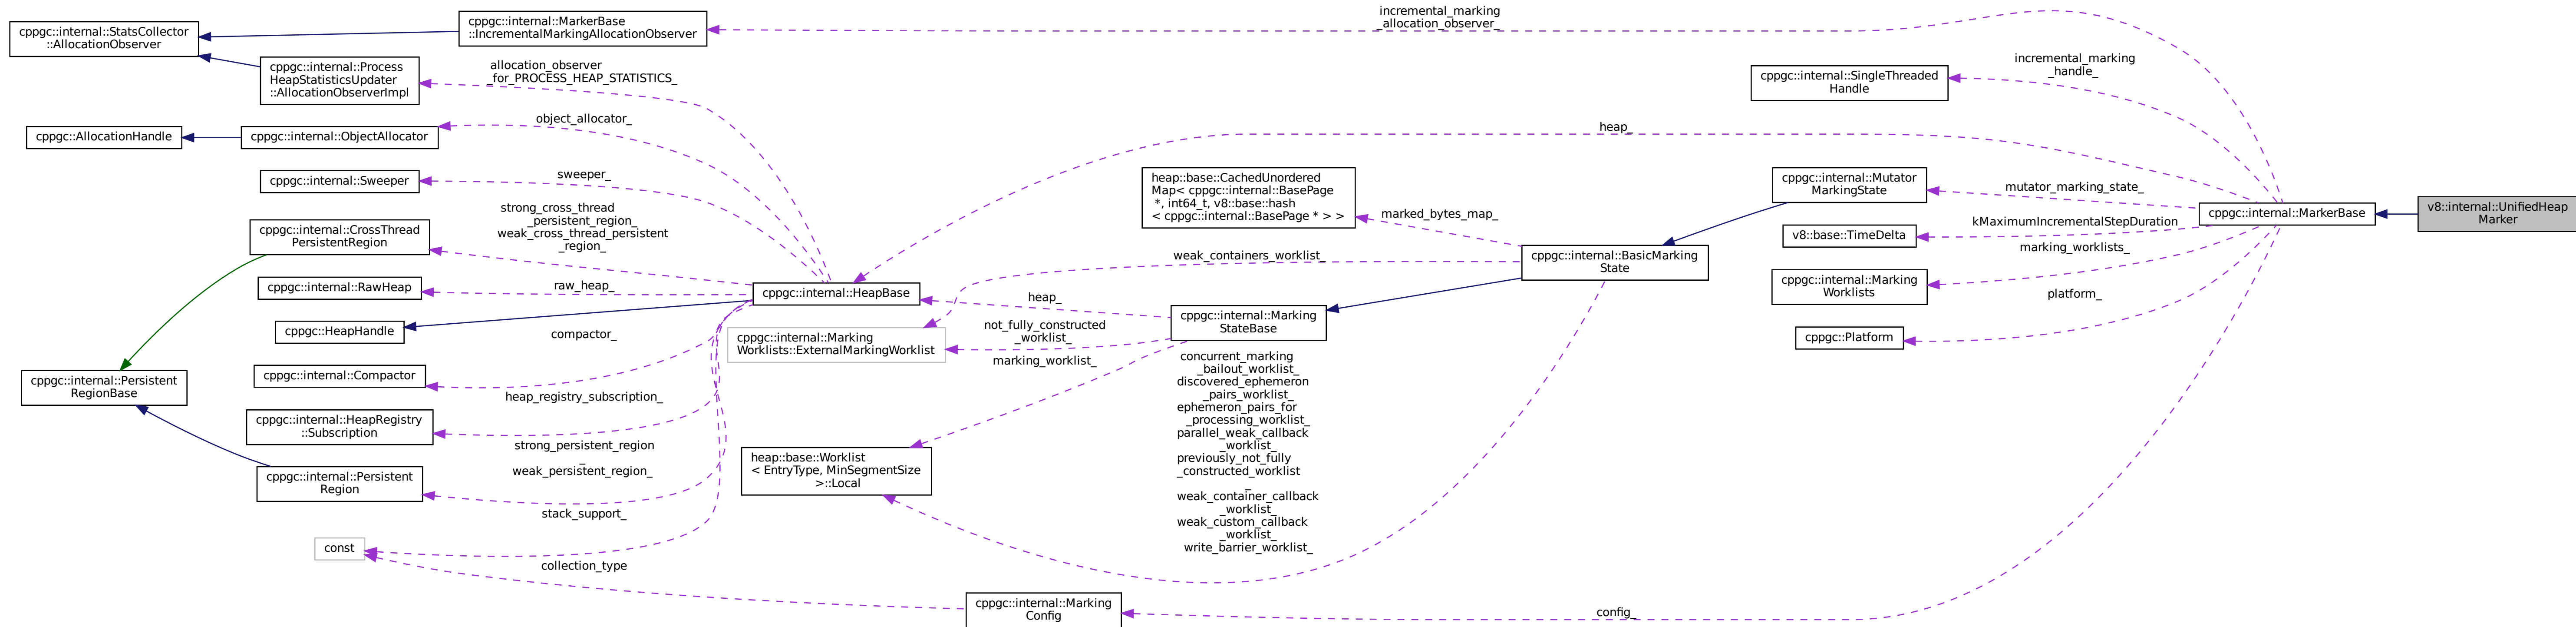 cppgc::internal::StatsCollector
::AllocationObserver
cppgc::internal::MarkerBase
::IncrementalMarkingAllocationObserver
incremental_marking
_allocation_observer_
cppgc::internal::Process
HeapStatisticsUpdater
::AllocationObserverImpl
allocation_observer
_for_PROCESS_HEAP_STATISTICS_
cppgc::internal::SingleThreaded
Handle
incremental_marking
_handle_
cppgc::AllocationHandle
cppgc::internal::ObjectAllocator
object_allocator_
heap_
cppgc::internal::Sweeper
sweeper_
heap::base::CachedUnordered
Map< cppgc::internal::BasePage
*, int64_t, v8::base::hash
< cppgc::internal::BasePage * > >
marked_bytes_map_
cppgc::internal::Mutator
MarkingState
mutator_marking_state_
cppgc::internal::MarkerBase
v8::internal::UnifiedHeap
Marker
cppgc::internal::CrossThread
PersistentRegion
strong_cross_thread
_persistent_region_
weak_cross_thread_persistent
_region_
v8::base::TimeDelta
kMaximumIncrementalStepDuration
marking_worklists_
weak_containers_worklist_
cppgc::internal::BasicMarking
State
cppgc::internal::RawHeap
raw_heap_
cppgc::internal::HeapBase
heap_
cppgc::internal::Marking
Worklists
platform_
cppgc::HeapHandle
compactor_
cppgc::internal::Marking
Worklists::ExternalMarkingWorklist
not_fully_constructed
_worklist_
marking_worklist_
cppgc::internal::Marking
StateBase
cppgc::Platform
cppgc::internal::Persistent
RegionBase
cppgc::internal::Compactor
heap_registry_subscription_
concurrent_marking
_bailout_worklist_
discovered_ephemeron
_pairs_worklist_
ephemeron_pairs_for
_processing_worklist_
parallel_weak_callback
_worklist_
previously_not_fully
_constructed_worklist
_
weak_container_callback
_worklist_
weak_custom_callback
_worklist_
write_barrier_worklist_
cppgc::internal::HeapRegistry
::Subscription
strong_persistent_region
_
weak_persistent_region_
heap::base::Worklist
< EntryType, MinSegmentSize
>::Local
cppgc::internal::Persistent
Region
stack_support_
const
collection_type
cppgc::internal::Marking
Config
config_